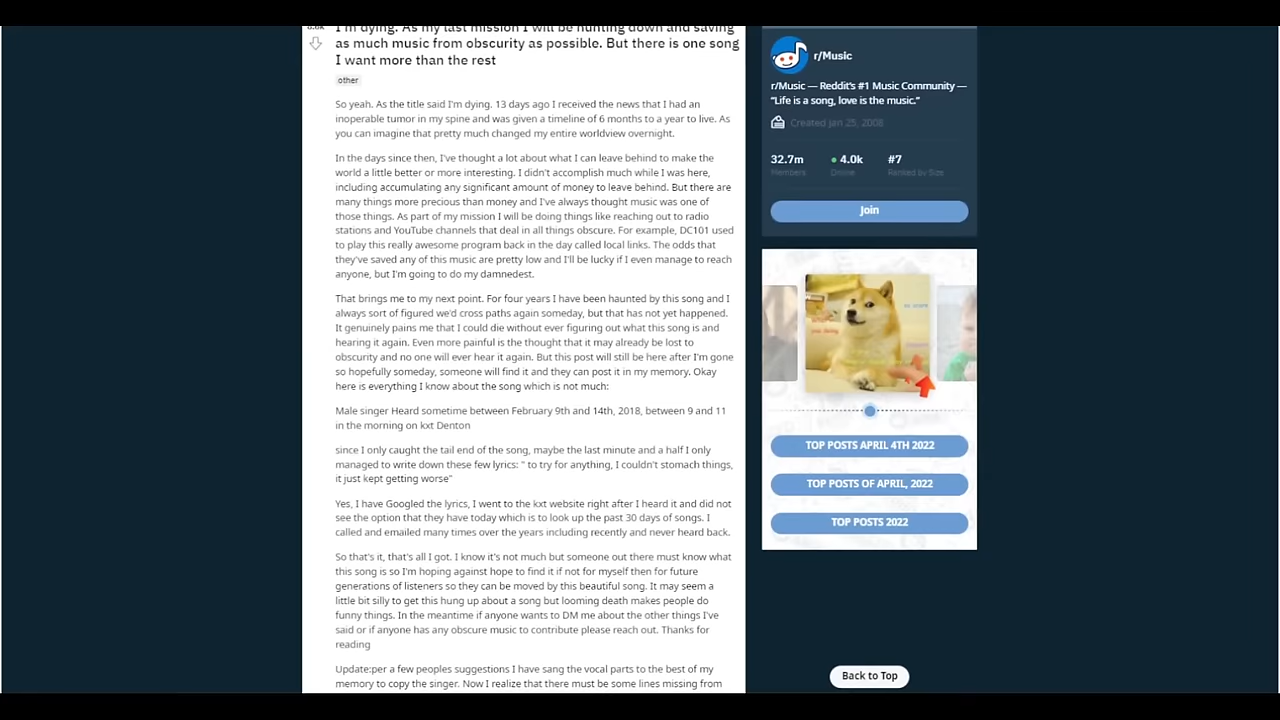 I'm dying. As my last mission I will be hunting down and saving
as much music from obscurity as possible. But there is one song
I want more than the rest
other
So yeah. As the title said I'm dying. 13 days ago I received the news that I had an
inoperable tumor in my spine and was given a timeline of 6 months to a year to live. As
you can imagine that pretty much changed my entire worldview overnight.
In the days since then, I've thought a lot about what I can leave behind to make the
world a little better or more interesting. I didn't accomplish much while I was here,
including accumulating any significant amount of money to leave behind. But there are
many things more precious than money and I've always thought music was one of
those things. As part of my mission I will be doing things like reaching out to radio
stations and YouTube channels that deal in all things obscure. For example, DC101 used
to play this really awesome program back in the day called local links. The odds that
they've saved any of this music are pretty low and I'll be lucky if I even manage to reach
anyone, but I'm going to do my damnedest.
That brings me to my next point. For four years I have been haunted by this song and I
always sort of figured we'd cross paths again someday, but that has not yet happened.
It genuinely pains me that I could die without ever figuring out what this song is and
hearing it again. Even more painful is the thought that it may already be lost to
obscurity and no one will ever hear it again. But this post will still be here after I'm gone
so hopefully someday, someone will find it and they can post it in my memory. Okay
here is everything I know about the song which is not much:
Male singer Heard sometime between February 9th and 14th, 2018, between 9 and 11
in the morning on kxt Denton
since I only caught the tail end of the song, maybe the last minute and a half I only
managed to write down these few lyrics: " to try for anything, I couldn't stomach things,
it just kept getting worse"
Yes, I have Googled the lyrics, I went to the kxt website right after I heard it and did not
see the option that they have today which is to look up the past 30 days of songs. I
called and emailed many times over the years including recently and never heard back.
So that's it, that's all I got. I know it's not much but someone out there must know what
this song is so I'm hoping against hope to find it if not for myself then for future
generations of listeners so they can be moved by this beautiful song. It may seem a
little bit silly to get this hung up about a song but looming death makes people do
funny things. In the meantime if anyone wants to DM me about the other things I've
said or if anyone has any obscure music to contribute please reach out. Thanks for
reading
Update:per a few peoples suggestions I have sang the vocal parts to the best of my
memory to copy the singer. Now I realize that there must be some lines missing from
r/Music
r/Music — Reddit's #1 Music Community —
"Life is a song, love is the music."
Created Jan 25, 2008
32.7m
4.0k
#7
Members
Online
Ranked by Size
Join
TOP POSTS APRIL 4TH 2022
TOP POSTS OF APRIL, 2022
TOP POSTS 2022
Back to Top